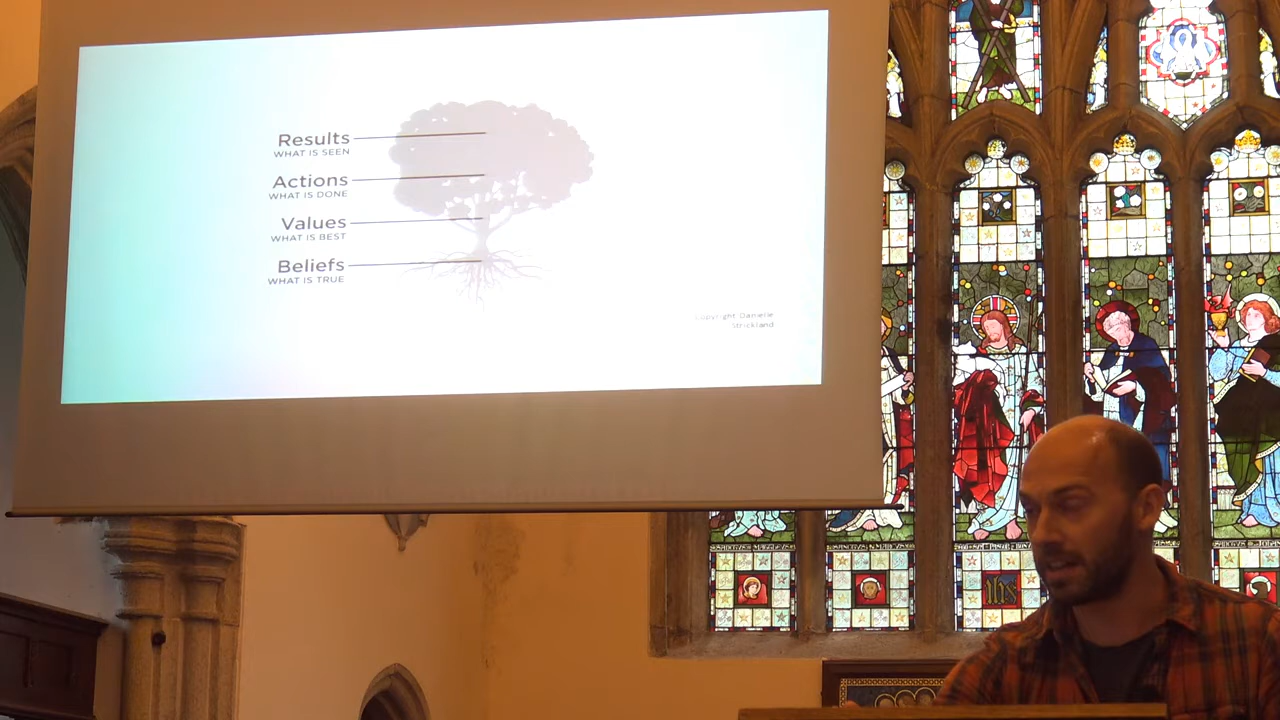 Results
WHAT IS SEEN
Actions
WHAT IS DONE
Values
WHAT IS BEST
Beliefs
WHAT IS TRUE
Copyright Danielle
Strickland
ihs